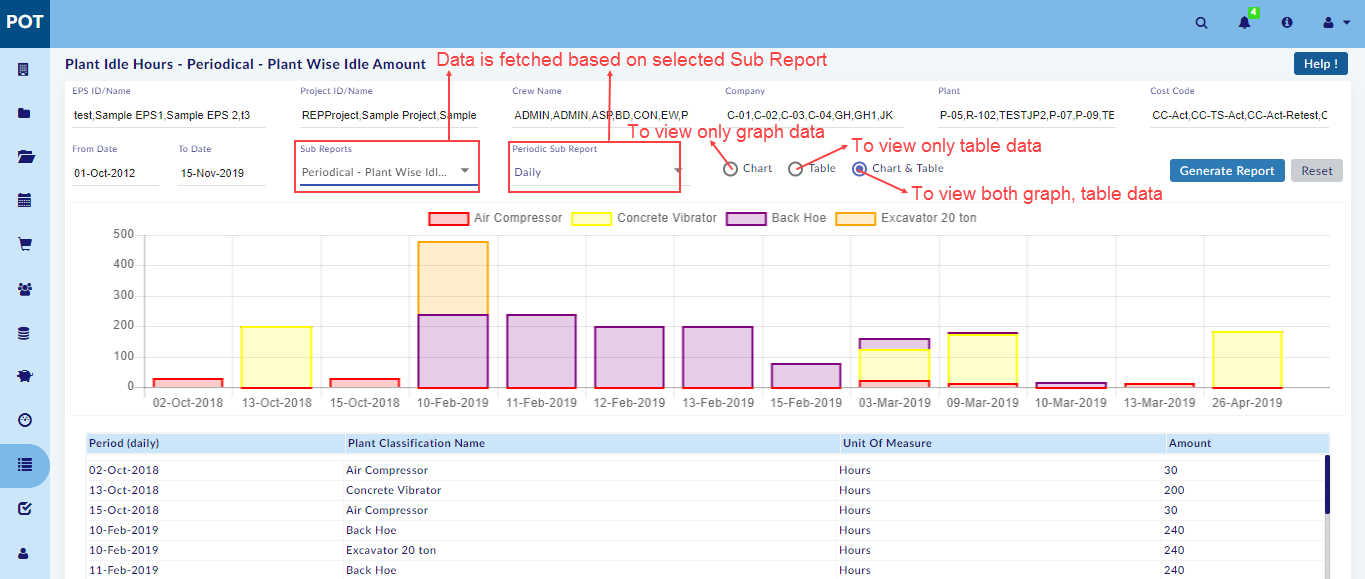 POT
4
Plant Idle Hours - Periodical - Plant Wise Idle Amount
Data is fetched based on selected Sub Report
Help !
EPS ID/Name
Project ID/Name
Crew Name
Company
Plant
Cost Code
test,Sample EPS1,Sample EPS 2,t3
REPProject,Sample Project,Sample
ADMIN,ADMIN,ASP,BD,CON,EW,P
C-01,C-02,C-03,C-04,GH,GH1,JK
P-05,R-102,TESTJP2,P-07,P-09,TE
CC-Act,CC-TS-Act,CC-Act-Retest,C
To view only graph data
From Date
To Date
Sub Reports
Periodic Sub Report
To view only table data
01-Oct-2012
15-Nov-2019
Periodical - Plant Wise Idl...
Daily
Chart
Table
Chart & Table
Generate Report
Reset
To view both graph, table data
Air Compressor
Concrete Vibrator
Back Hoe
Excavator 20 ton
500
400
300
200
100
0
02-Oct-2018
13-Oct-2018
15-Oct-2018
10-Feb-2019
11-Feb-2019
12-Feb-2019
13-Feb-2019
15-Feb-2019
03-Mar-2019
09-Mar-2019
10-Mar-2019
13-Mar-2019
26-Apr-2019
Period (daily) Plant Classification Name Unit Of Measure Amount
02-Oct-2018 Air Compressor Hours 30
13-Oct-2018 Concrete Vibrator Hours 200
15-Oct-2018 Air Compressor Hours 30
10-Feb-2019 Back Hoe Hours 240
10-Feb-2019 Excavator 20 ton Hours 240
11-Feb-2019 Back Hoe Hours 240